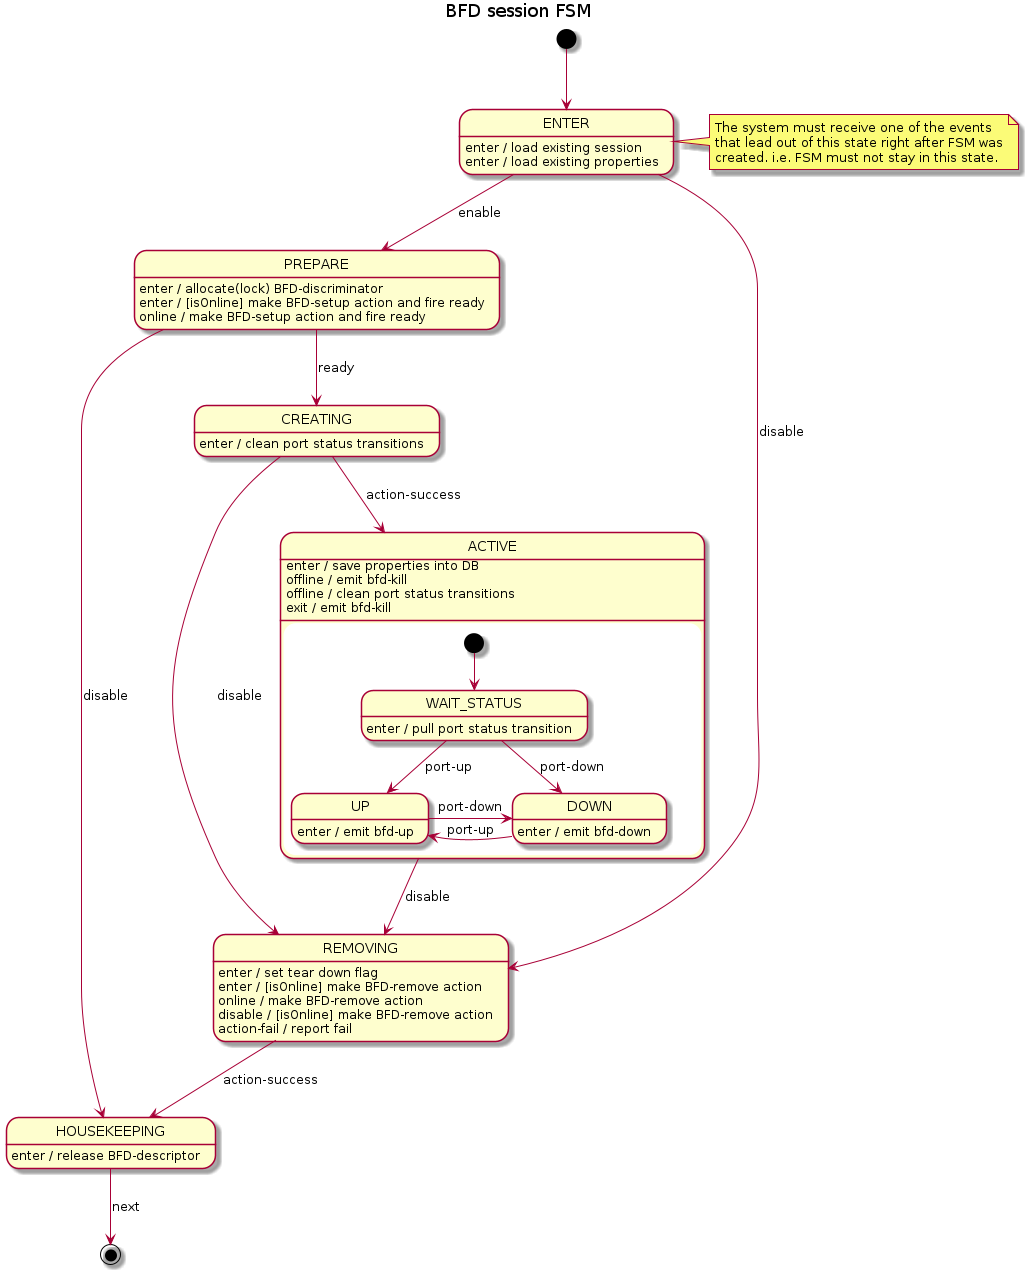 BFD session FSM
ENTER
enter / load existing session
enter / load existing properties
The system must receive one of the events
that lead out of this state right after FSM was
created. i.e. FSM must not stay in this state.
enable
PREPARE
enter / allocate(lock) BFD-discriminator
enter / [isOnline] make BFD-setup action and fire ready
online / make BFD-setup action and fire ready
ready
CREATING
enter / clean port status transitions
disable
action-success
ACTIVE
enter / save properties into DB
offline / emit bfd-kill
offline / clean port status transitions
exit / emit bfd-kill
WAIT_STATUS
enter / pull port status transition
disable
disable
port-up
port-down
UP
enter / emit bfd-up
port-down
port-up
DOWN
enter / emit bfd-down
disable
REMOVING
enter / set tear down flag
enter / [isOnline] make BFD-remove action
online / make BFD-remove action
disable / [isOnline] make BFD-remove action
action-fail / report fail
action-success
HOUSEKEEPING
enter / release BFD-descriptor
next